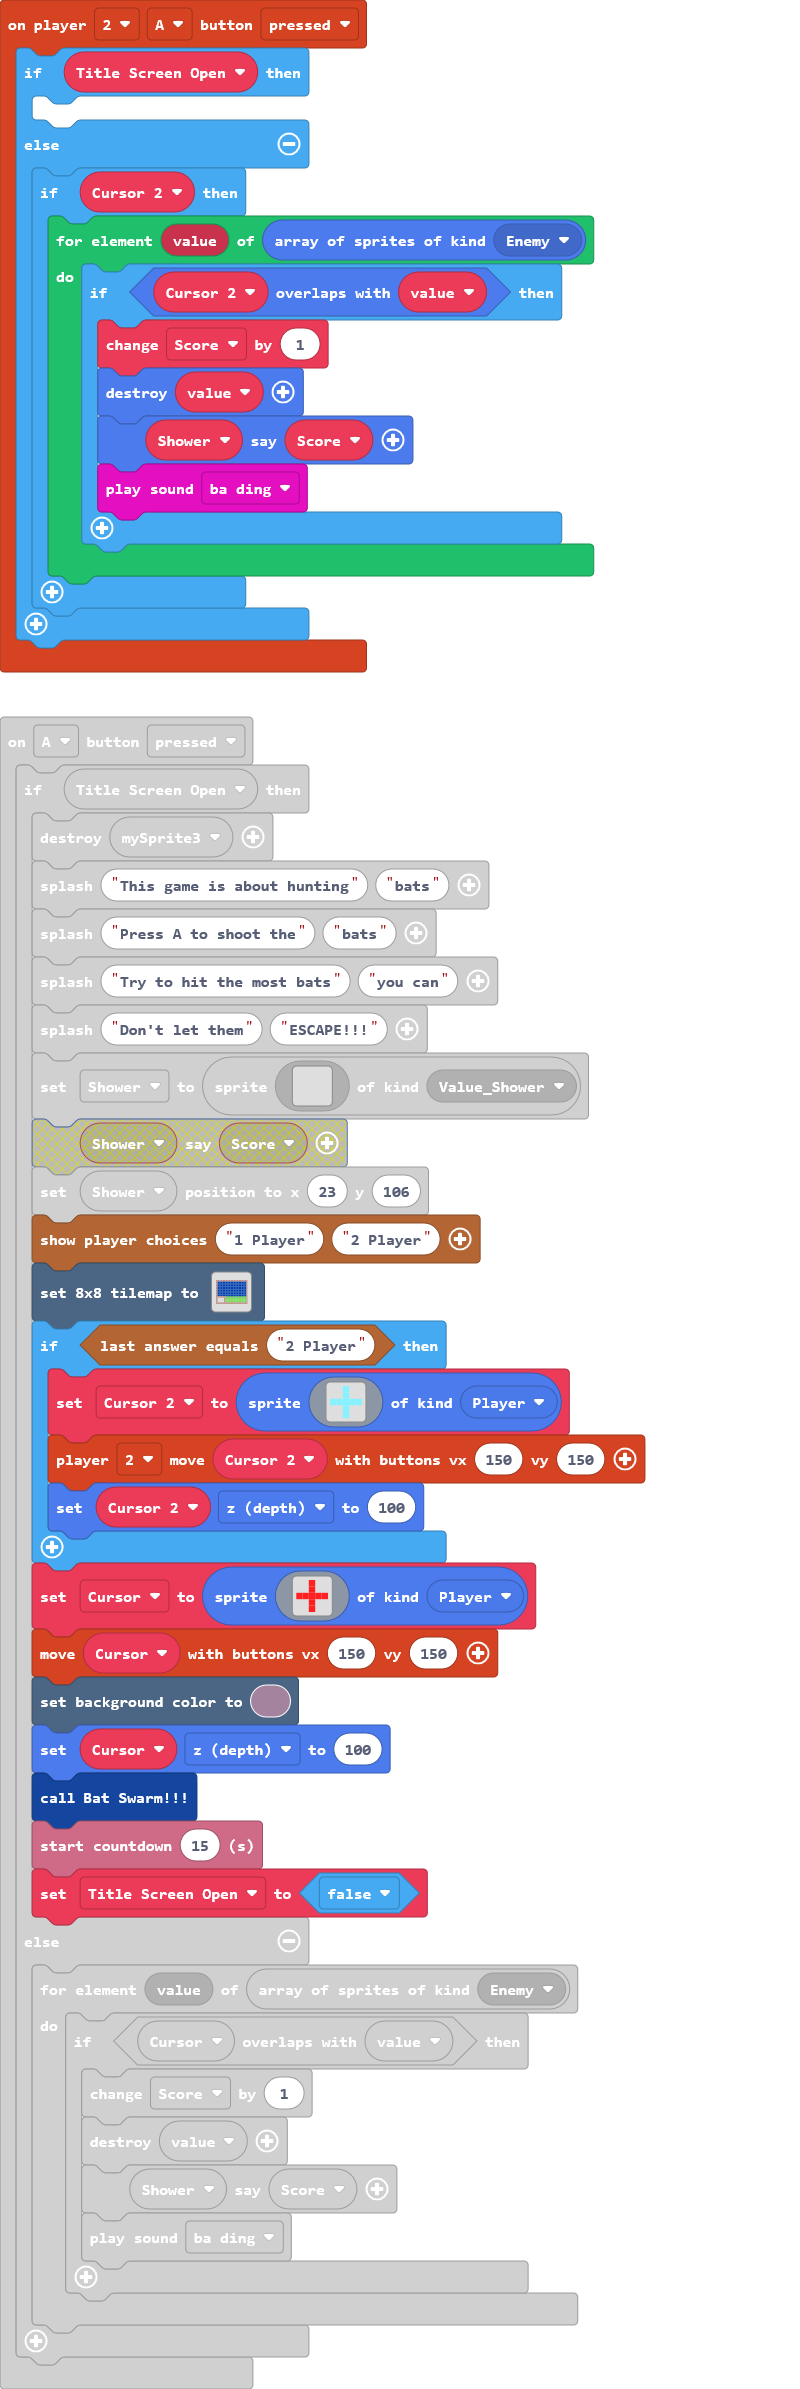 on player 2 A button pressed
if Title Screen Open then
else
if Cursor 2 then
for element value of array of sprites of kind Enemy
do
if Cursor 2 overlaps with value then
change Score by 1
destroy value
Shower say Score
play sound ba ding
on A button pressed
if Title Screen Open then
destroy mySprite3
splash "This game is about hunting" "bats"
splash "Press A to shoot the" "bats"
splash "Try to hit the most bats" "you can"
splash "Don't let them" "ESCAPE!!!"
set Shower to sprite of kind Value_Shower
Shower say Score
set Shower position to x 23 y 106
show player choices "1 Player" "2 Player"
set 8x8 tilemap to
if last answer equals "2 Player" then
set Cursor 2 to sprite of kind Player
player 2 move Cursor 2 with buttons vx 150 vy 150
set Cursor 2 z (depth) to 100
set Cursor to sprite of kind Player
move Cursor with buttons vx 150 vy 150
set background color to
set Cursor z (depth) to 100
call Bat Swarm!!!
start countdown 15 (s)
set Title Screen Open to false
else
for element value of array of sprites of kind Enemy
do
if Cursor overlaps with value then
change Score by 1
destroy value
Shower say Score
play sound ba ding